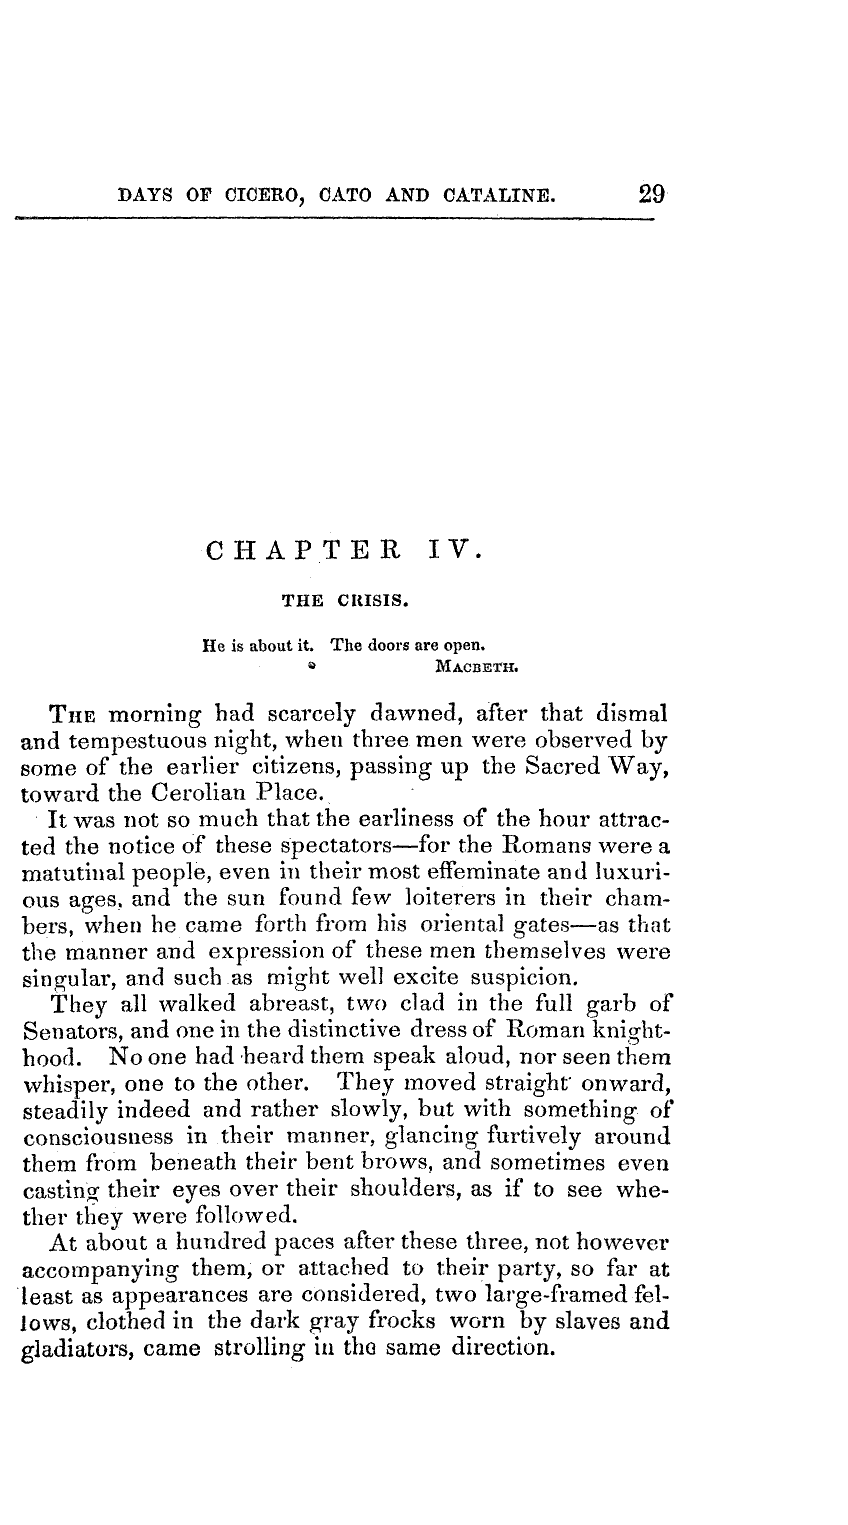 DAYS OF CICERO, CATO AND CATALINE. 29
CHAPTER IV.
THE CRISIS.
He is about it. The doors are open.
MACBETH.
THE morning had scarcely dawned, after that dismal
and tempestuous night, when three men were observed by
some of the earlier citizens, passing up the Sacred Way,
toward the Cerolian Place.
It was not so much that the earliness of the hour attrac-
ted the notice of these spectators—for the Romans were a
matutinal people, even in their most effeminate and luxuri-
ous ages, and the sun found few loiterers in their cham-
bers, when he came forth from his oriental gates—as that
the manner and expression of these men themselves were
singular, and such as might well excite suspicion.
They all walked abreast, two clad in the full garb of
Senators, and one in the distinctive dress of Roman knight-
hood. No one had heard them speak aloud, nor seen them
whisper, one to the other. They moved straight onward,
steadily indeed and rather slowly, but with something of
consciousness in their manner, glancing furtively around
them from beneath their bent brows, and sometimes even
casting their eyes over their shoulders, as if to see whe-
ther they were followed.
At about a hundred paces after these three, not however
accompanying them, or attached to their party, so far at
least as appearances are considered, two large-framed fel-
lows, clothed in the dark gray frocks worn by slaves and
gladiators, came strolling in the same direction.